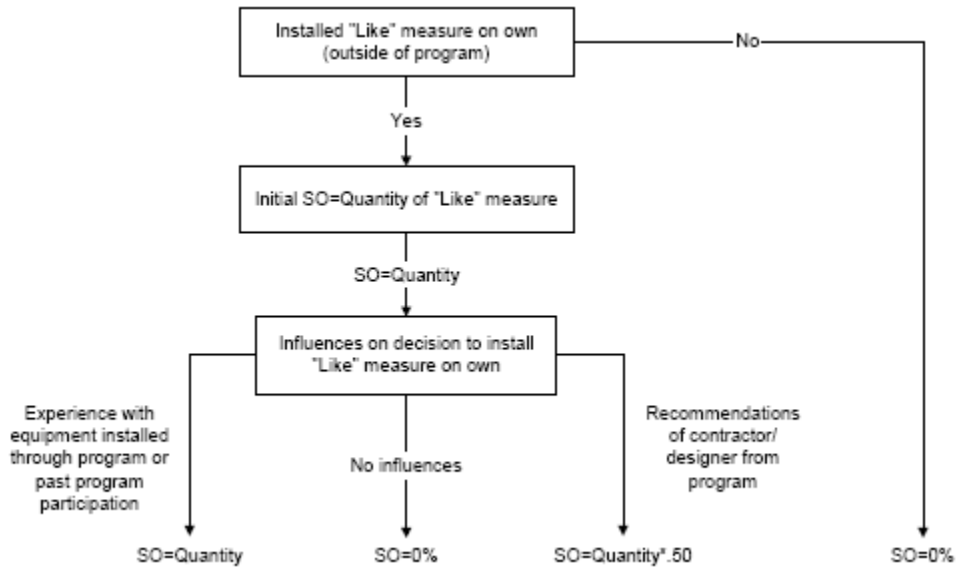 Installed "Like" measure on own
(outside of program)
No
Yes
Initial SO=Quantity of "Like" measure
SO=Quantity
Influences on decision to install
"Like" measure on own
Experience with
equipment installed
through program or
past program
participation
No influences
Recommendations
of contractor/
designer from
program
SO=Quantity
SO=0%
SO=Quantity*.50
SO=0%